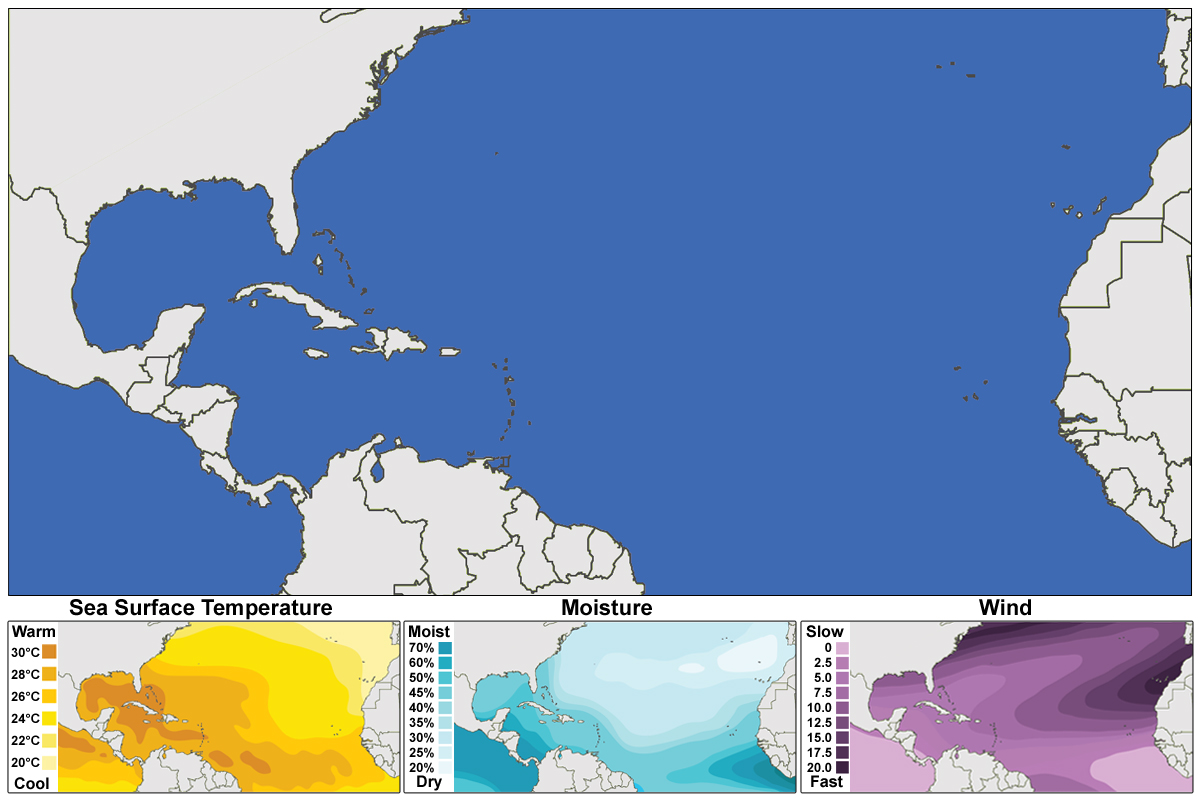 Sea Surface Temperature
Warm
30°C
28°C
26°C
24°C
22°C
20°C
Cool
Moisture
Moist
70%
60%
50%
45%
40%
35%
30%
25%
20%
Dry
Wind
Slow
0
2.5
5.0
7.5
10.0
12.5
15.0
17.5
20.0
Fast